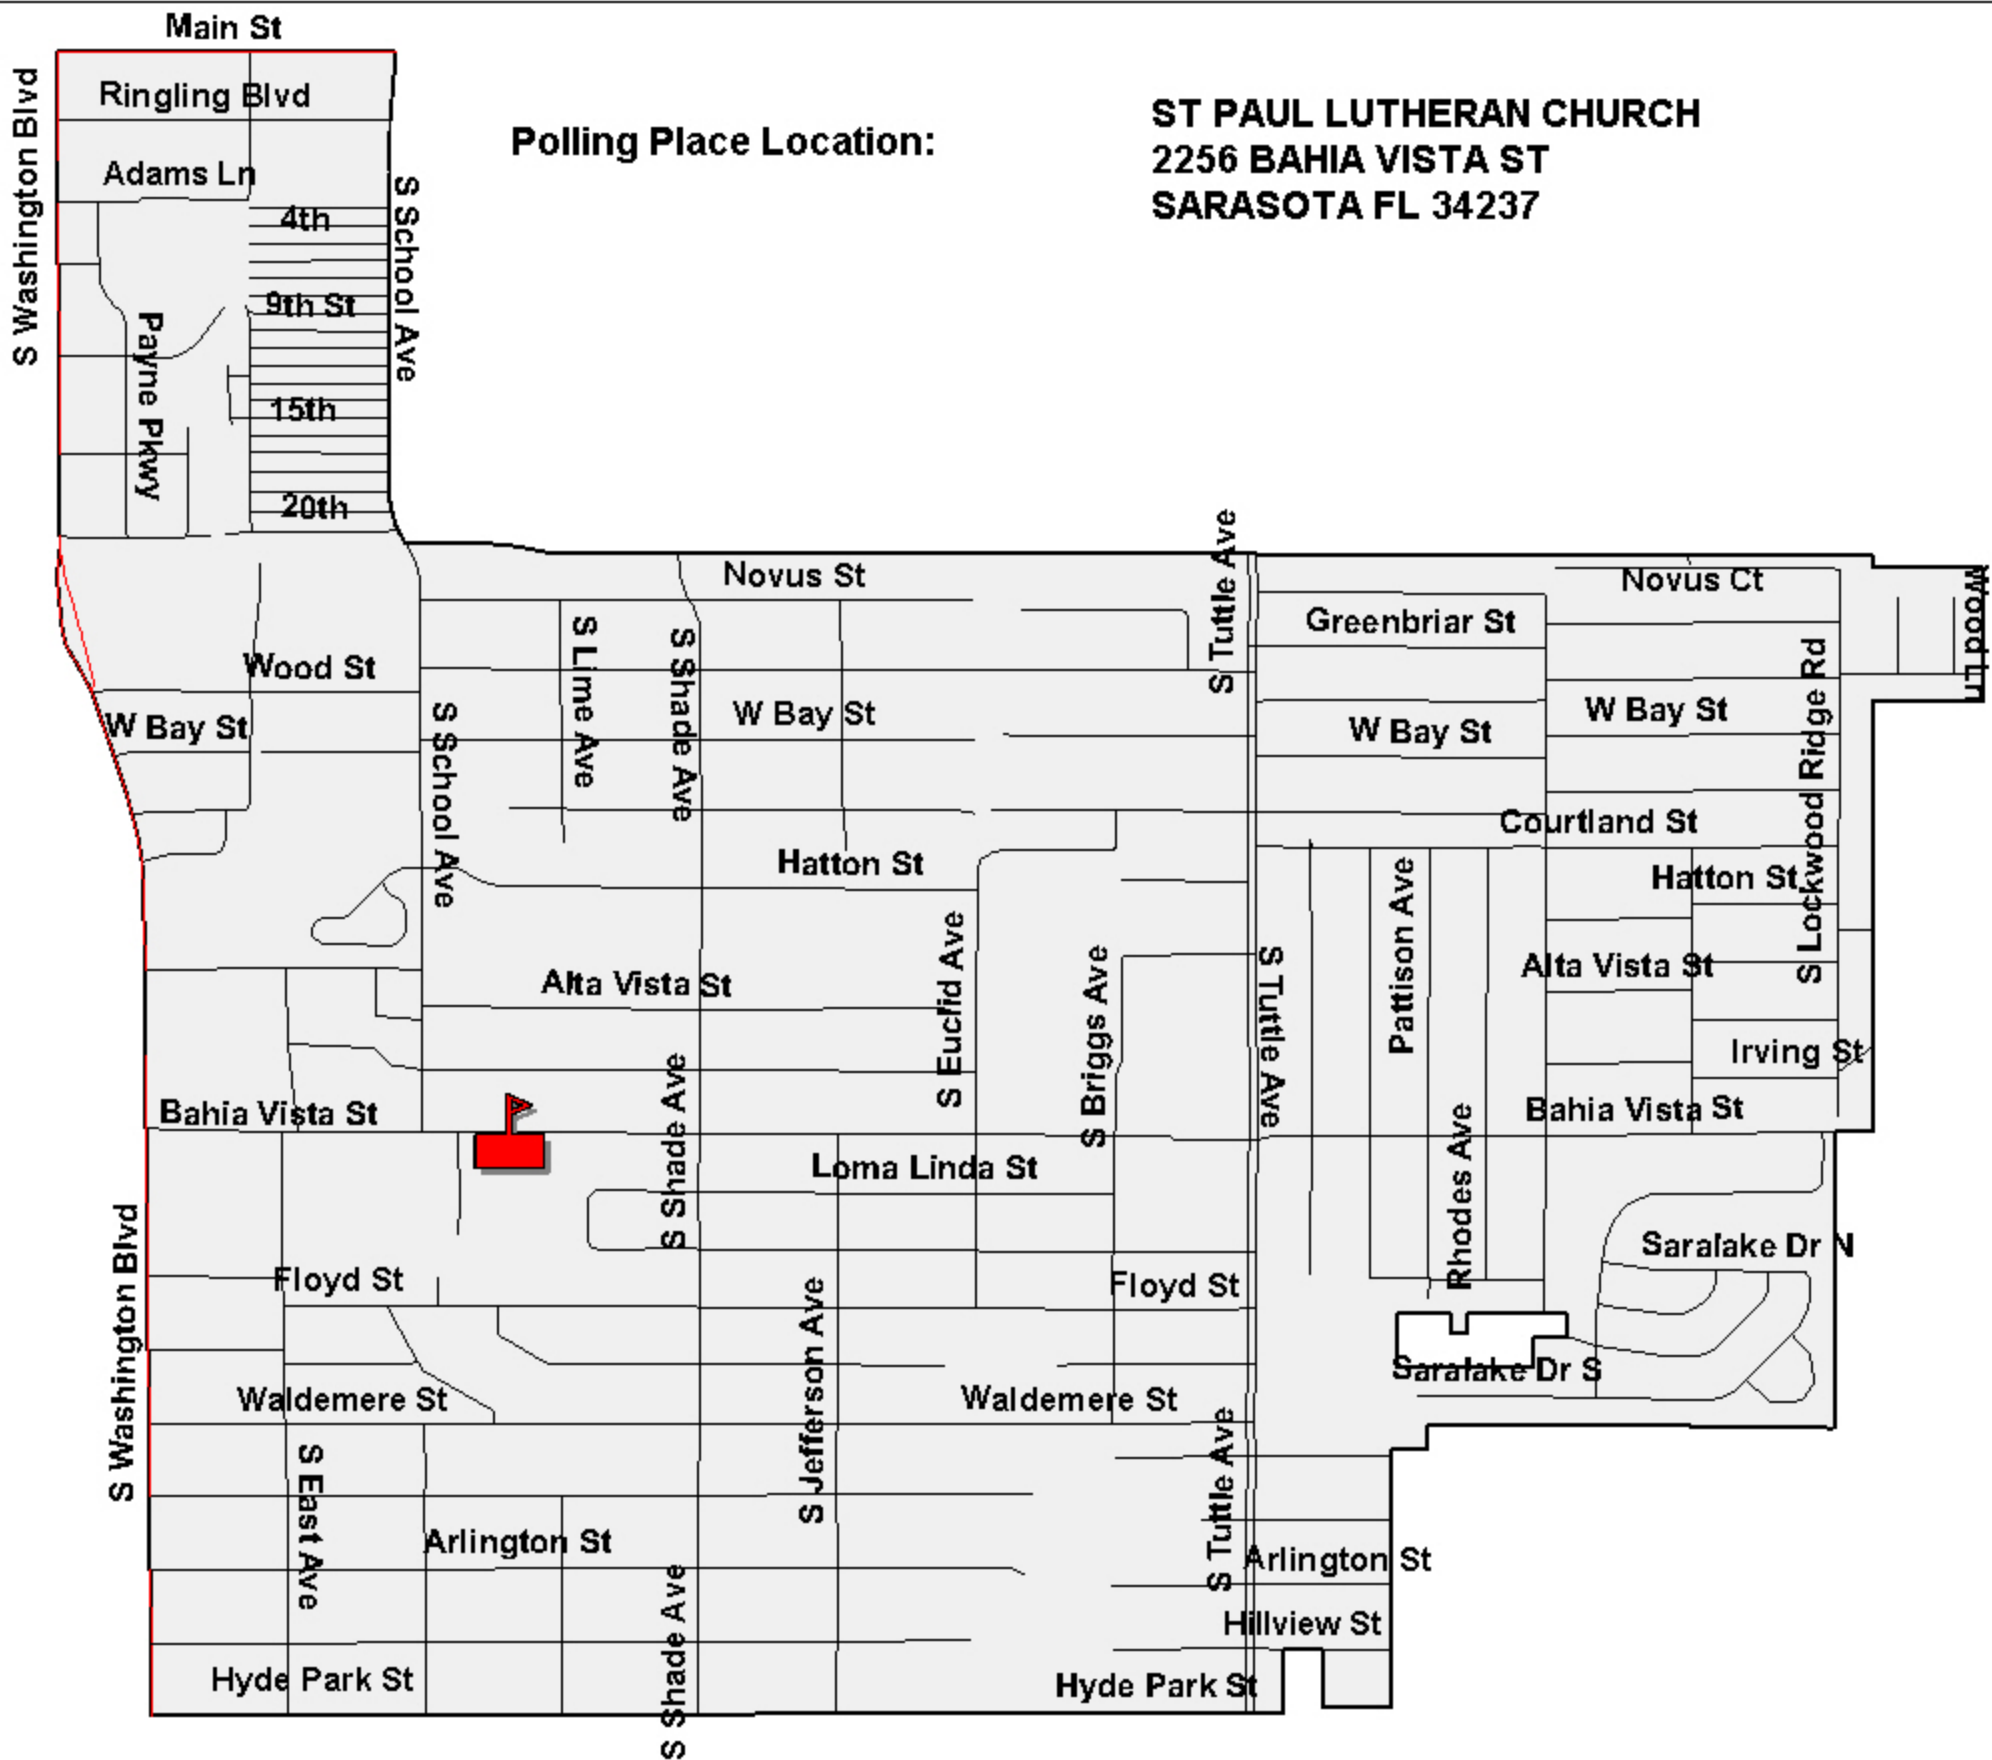 Main St
S Washington Blvd
Ringling Blvd
Polling Place Location:
ST PAUL LUTHERAN CHURCH
2256 BAHIA VISTA ST
SARASOTA FL 34237
Adams Ln
S School Ave
4th
9th St
Payne Pkwy
15th
20th
S Tuttle Ave
Novus St
Novus Ct
Wood Ln
Greenbriar St
S Lime Ave
S Shade Ave
Wood St
S Lockwood Ridge Rd
W Bay St
S School Ave
W Bay St
W Bay St
W Bay St
Courtland St
Hatton St
Hatton St
Pattison Ave
S Euclid Ave
S Briggs Ave
S Tuttle Ave
Alta Vista St
Alta Vista St
Irving St
S Shade Ave
Bahia Vista St
Bahia Vista St
Rhodes Ave
Loma Linda St
S Washington Blvd
Saralake Dr N
Floyd St
Floyd St
S Jefferson Ave
Saralake Dr S
Waldemere St
Waldemere St
S Tuttle Ave
S East Ave
Arlington St
Arlington St
S Shade Ave
Hillview St
Hyde Park St
Hyde Park St